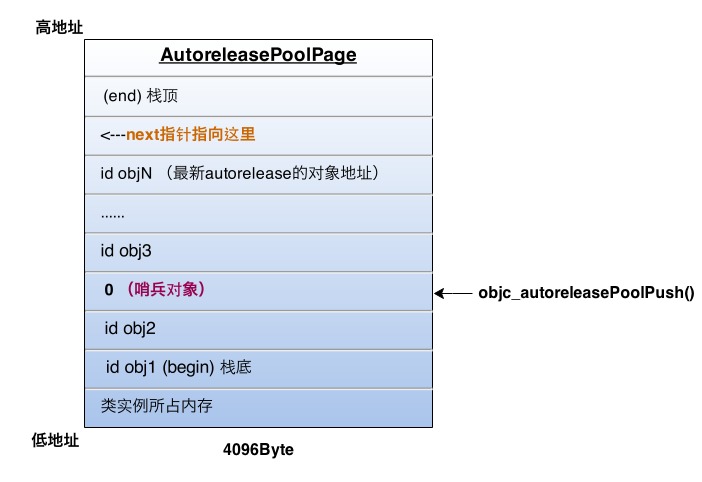 高地址
AutoreleasePoolPage
(end) 栈顶
<---next指针指向这里
id objN （最新autorelease的对象地址）
......
id obj3
0 （哨兵对象） objc_autoreleasePoolPush()
id obj2
id obj1 (begin) 栈底
类实例所占内存
低地址
4096Byte